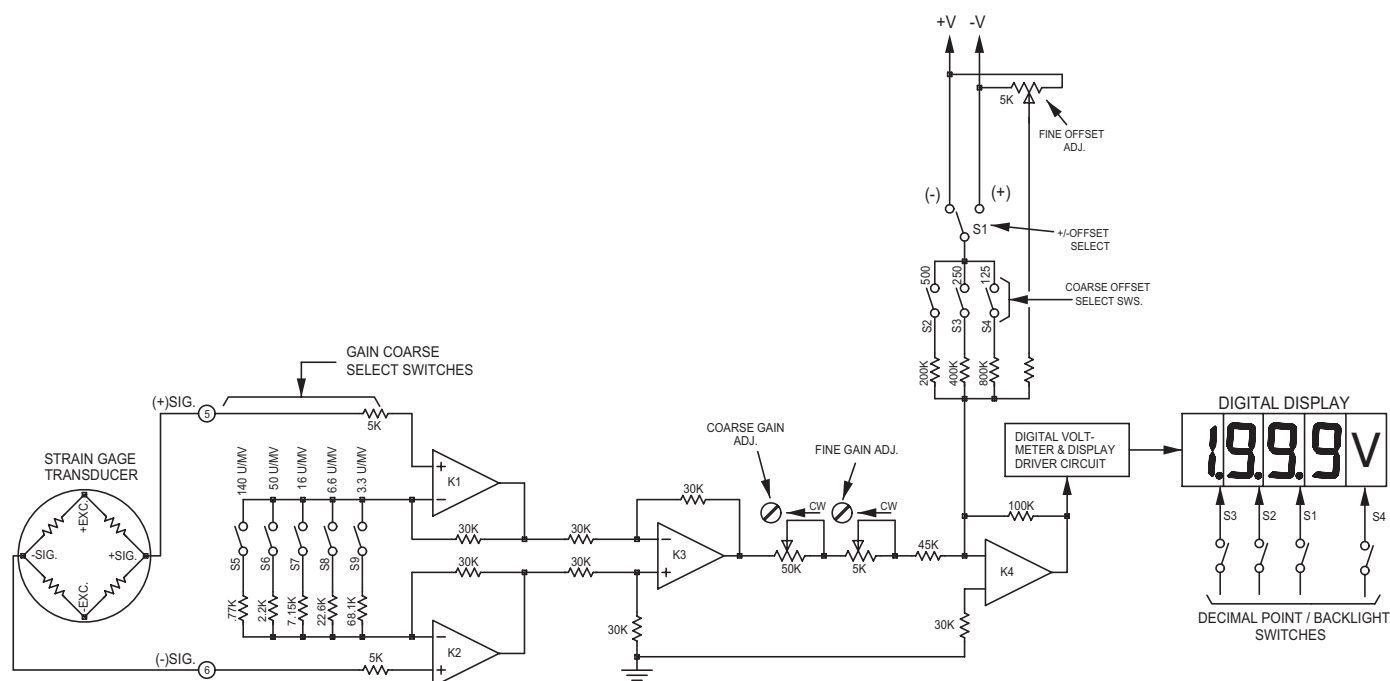 +V -V
5K
FINE OFFSET
ADJ.
(-) (+)
S1
+/-OFFSET
SELECT
500 250 125
S2 S3 S4
COARSE OFFSET
SELECT SWS.
200K 400K 800K
GAIN COARSE
SELECT SWITCHES
(+)SIG. 5
5K
STRAIN GAGE
TRANSDUCER
+EXC.
-SIG. +SIG.
-EXC.
140 U/MV 50 U/MV 16 U/MV 6.6 U/MV 3.3 U/MV
S5 S6 S7 S8 S9
.77K 2.2K 7.15K 22.6K 68.1K
(-)SIG. 6
5K
+
K1
-
30K 30K
30K 30K
-
K2
+
30K
-
K3
+
30K
COARSE GAIN
ADJ.
CW
50K
FINE GAIN ADJ.
CW
5K
45K
100K
-
K4
+
30K
DIGITAL VOLT-
METER & DISPLAY
DRIVER CIRCUIT
DIGITAL DISPLAY
1.9.9.9 V
S3 S2 S1 S4
DECIMAL POINT / BACKLIGHT
SWITCHES